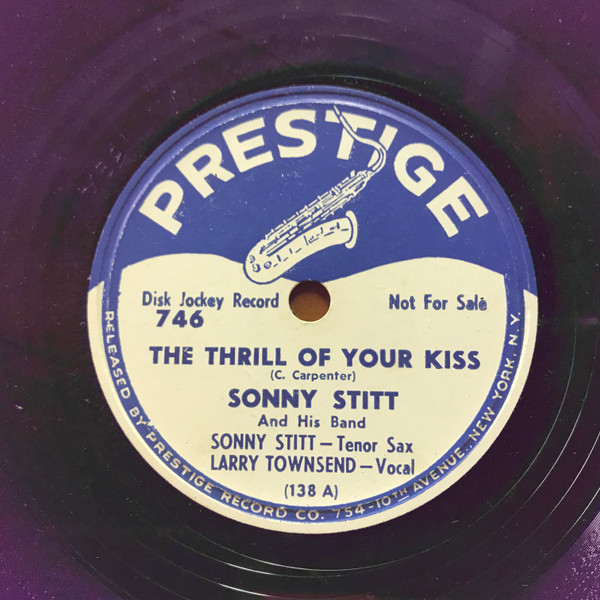 PRESTIGE
Disk Jockey Record
Not For Sale
746
THE THRILL OF YOUR KISS
(C. Carpenter)
SONNY STITT
And His Band
SONNY STITT — Tenor Sax
LARRY TOWNSEND — Vocal
(138 A)
RELEASED BY PRESTIGE RECORD CO. 754-10TH AVENUE., NEW YORK, N. Y.